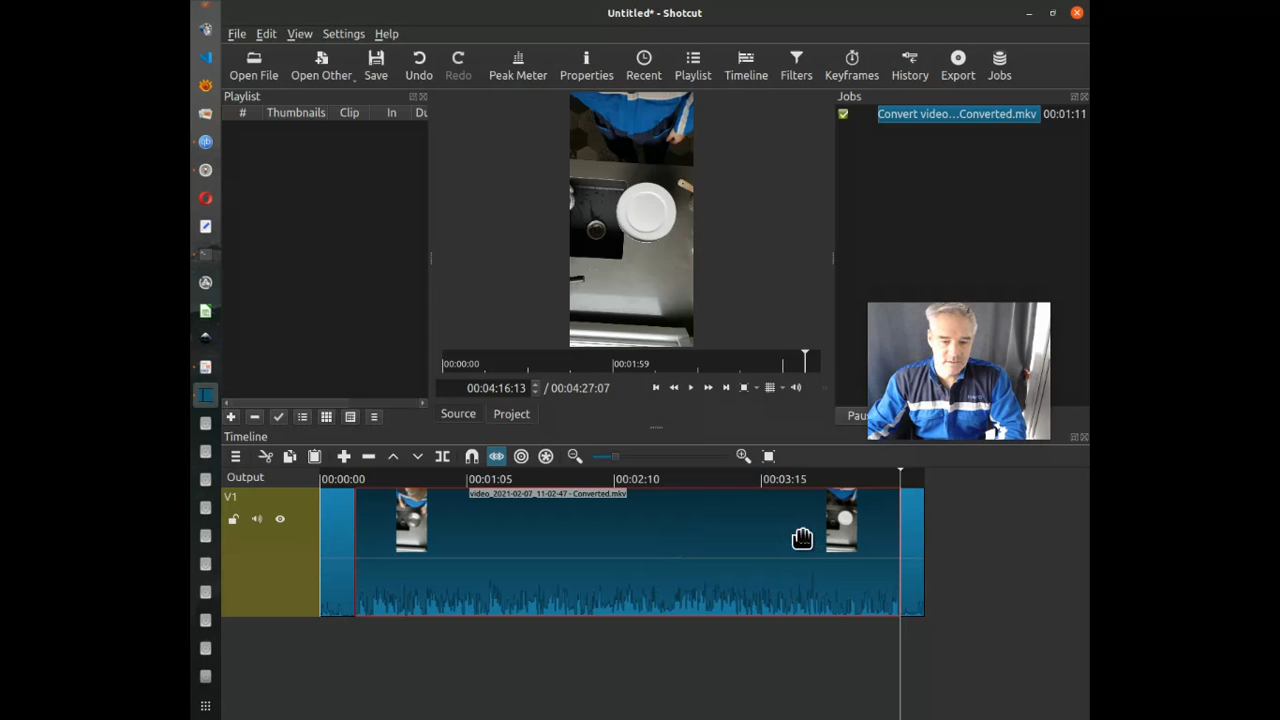 Untitled* - Shotcut
File Edit View Settings Help
Open File Open Other Save Undo Redo Peak Meter Properties Recent Playlist Timeline Filters Keyframes History Export Jobs
Playlist
# Thumbnails Clip In Du
Jobs
Convert video...Converted.mkv 00:01:11
00:00:00 00:01:59
00:04:16:13 / 00:04:27:07
Source Project
Pau
Timeline
Output 00:00:00 00:01:05 00:02:10 00:03:15
V1
video_2021-02-07_11-02-47 - Converted.mkv